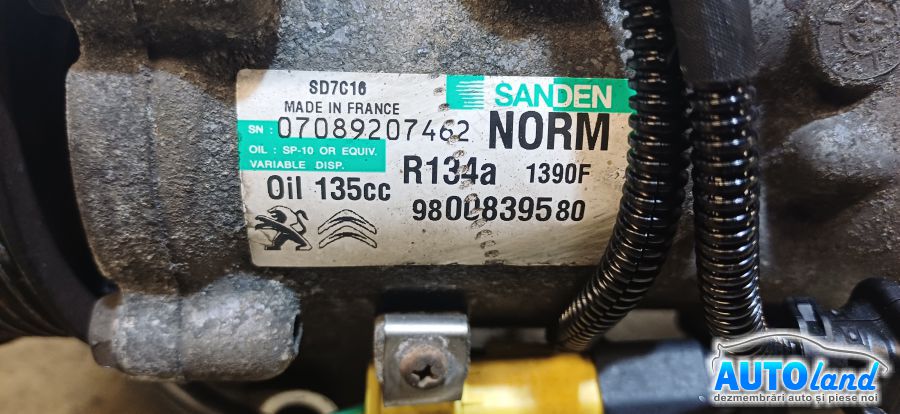 SD7C16
MADE IN FRANCE
SANDEN
SN : 07089207462 NORM
OIL : SP-10 OR EQUIV.
VARIABLE DISP.
R134a 1390F
Oil 135cc
9800839580
AUTOland
dezmembrări auto și piese noi